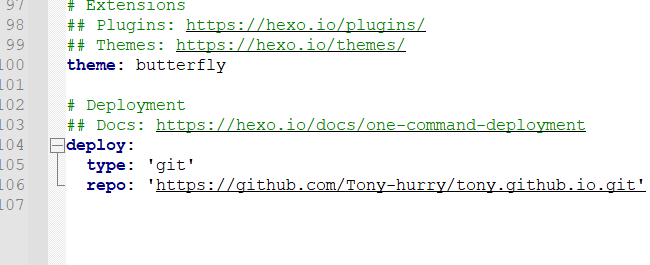 97 # Extensions
98 ## Plugins: https://hexo.io/plugins/
99 ## Themes: https://hexo.io/themes/
100 theme: butterfly
101
102 # Deployment
103 ## Docs: https://hexo.io/docs/one-command-deployment
104 deploy:
105 type: 'git'
106 repo: 'https://github.com/Tony-hurry/tony.github.io.git'
107